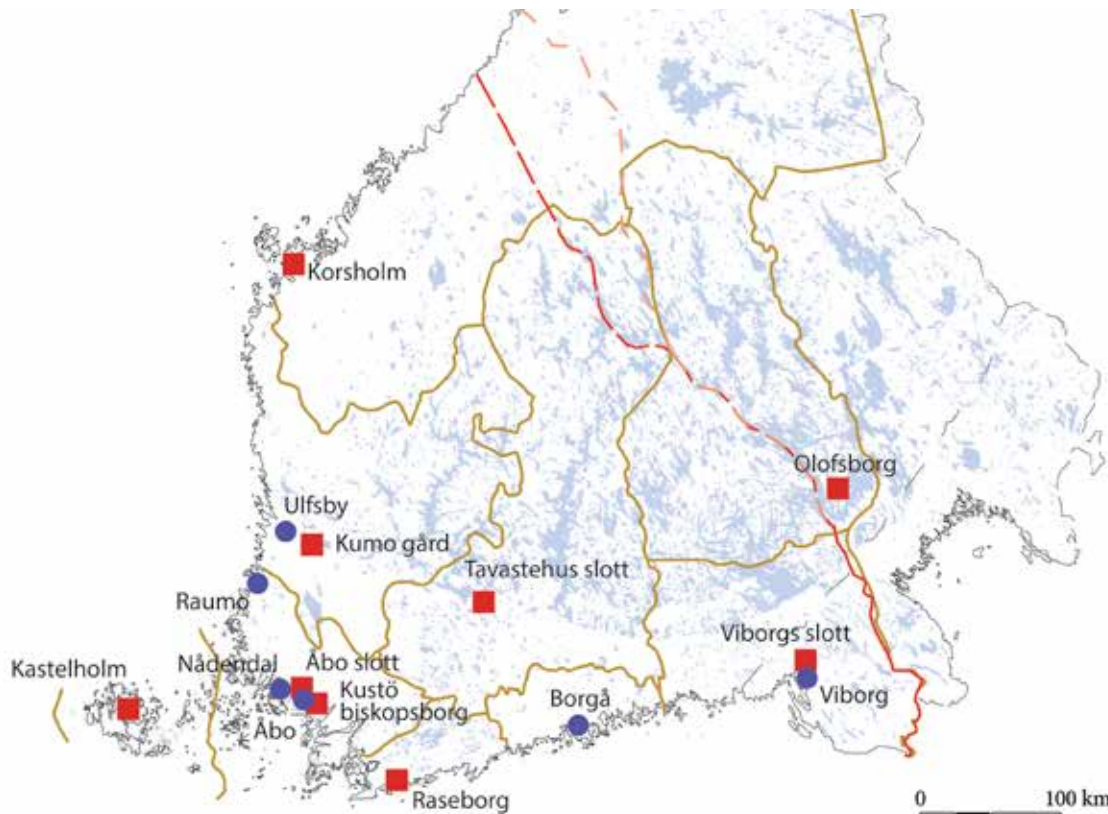 Korsholm
Olofsborg
Ulfsby
Kumo gård
Tavastehus slott
Raumo
Viborgs slott
Nådendal
Åbo slott
Kastelholm
Kustö
biskopsborg
Borgå
Viborg
Åbo
Raseborg
0 100 km